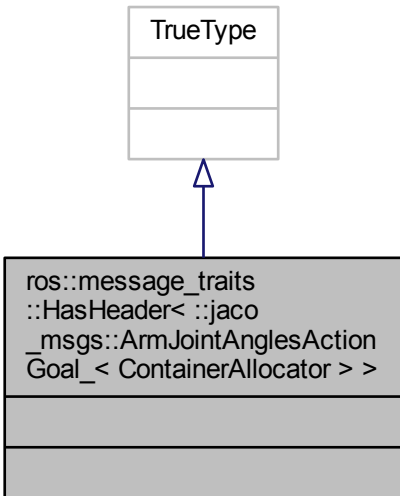 TrueType
ros::message_traits
::HasHeader< ::jaco
_msgs::ArmJointAnglesAction
Goal_< ContainerAllocator > >